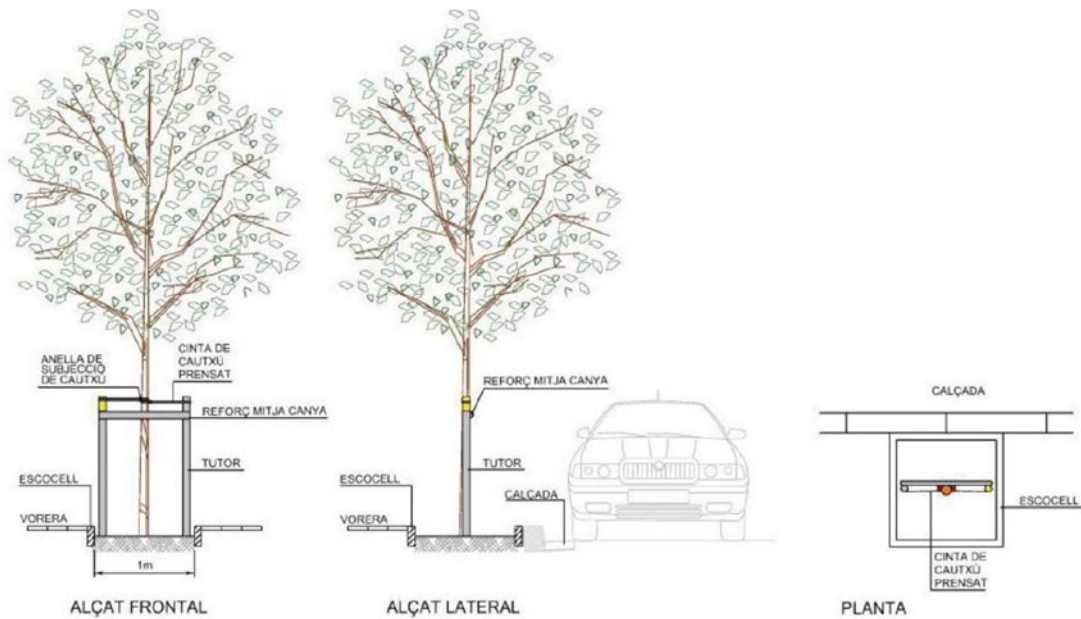 ANELLA DE
SUBJECCIÓ
DE CAUTXÚ
CINTA DE
CAUTXÚ
PRENSAT
REFORÇ MITJA CANYA
TUTOR
ESCOCELL
VORERA
1m
ALÇAT FRONTAL
REFORÇ MITJA CANYA
TUTOR
ESCOCELL
CALÇADA
VORERA
ALÇAT LATERAL
CALÇADA
ESCOCELL
CINTA DE
CAUTXÚ
PRENSAT
PLANTA